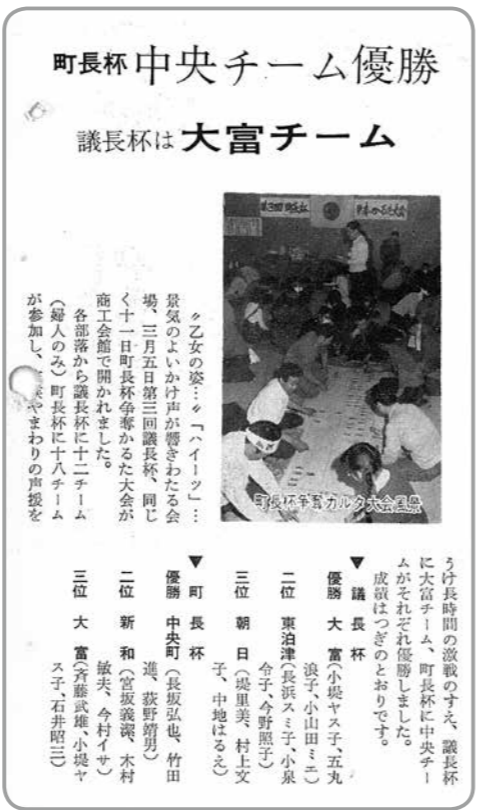 町長杯 中央チーム優勝
議長杯は 大富チーム
第3回
かるた大会
町長杯争奪カルタ大会風景
〝乙女の姿…〟「ハイーッ」…
景気のよいかけ声が響きわたる会
場、三月五日第三回議長杯、同じ
く十一日町長杯争奪かるた大会が
商工会館で開かれました。
各部落から議長杯に十二チーム
(婦人のみ)町長杯に十八チーム
が参加し、やまわりの声援を
うけ長時間の激戦のすえ、議長杯
に大富チーム、町長杯に中央チー
ムがそれぞれ優勝しました。
成績はつぎのとおりです。
▼議長杯
優勝 大富(小堤ヤス子、五丸
浪子、小山田ミエ)
二位 東泊津(長浜スミ子、小泉
令子、今野照子)
三位 朝日(堤里美、村上文
子、中地はるえ)
▼町長杯
優勝 中央町(長坂弘也、竹田
進、荻野靖男)
二位 新和(宮坂義潔、木村
敏夫、今村イサ)
三位 大富(斉藤武雄、小堤ヤ
ス子、石井昭三)